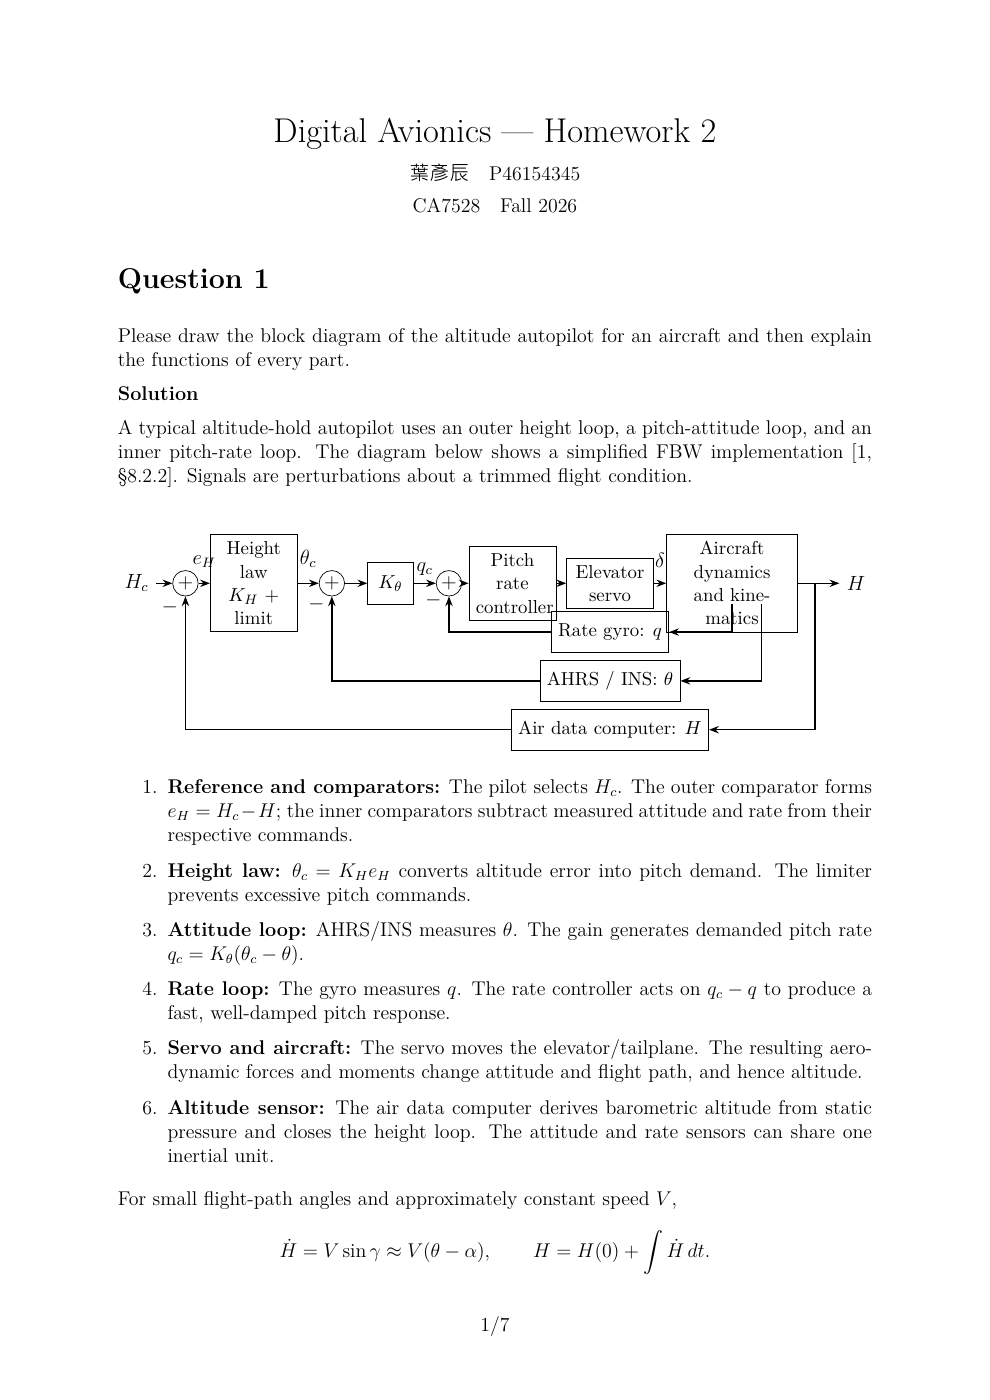 Digital Avionics — Homework 2
葉彥辰 P46154345
CA7528 Fall 2026
Question 1
Please draw the block diagram of the altitude autopilot for an aircraft and then explain
the functions of every part.
Solution
A typical altitude-hold autopilot uses an outer height loop, a pitch-attitude loop, and an
inner pitch-rate loop. The diagram below shows a simplified FBW implementation [1,
§8.2.2]. Signals are perturbations about a trimmed flight condition.
H_c
+
−
e_H
Height
law
K_H +
limit
θ_c
+
−
K_θ
q_c
+
−
Pitch
rate
controller
Elevator
servo
δ
Aircraft
dynamics
and kine-
matics
H
Rate gyro: q
AHRS / INS: θ
Air data computer: H
1. Reference and comparators: The pilot selects H_c. The outer comparator forms
e_H = H_c − H; the inner comparators subtract measured attitude and rate from their
respective commands.
2. Height law: θ_c = K_H e_H converts altitude error into pitch demand. The limiter
prevents excessive pitch commands.
3. Attitude loop: AHRS/INS measures θ. The gain generates demanded pitch rate
q_c = K_θ(θ_c − θ).
4. Rate loop: The gyro measures q. The rate controller acts on q_c − q to produce a
fast, well-damped pitch response.
5. Servo and aircraft: The servo moves the elevator/tailplane. The resulting aero-
dynamic forces and moments change attitude and flight path, and hence altitude.
6. Altitude sensor: The air data computer derives barometric altitude from static
pressure and closes the height loop. The attitude and rate sensors can share one
inertial unit.
For small flight-path angles and approximately constant speed V,
Ḣ = V sin γ ≈ V(θ − α), H = H(0) + ∫ Ḣ dt.
1/7